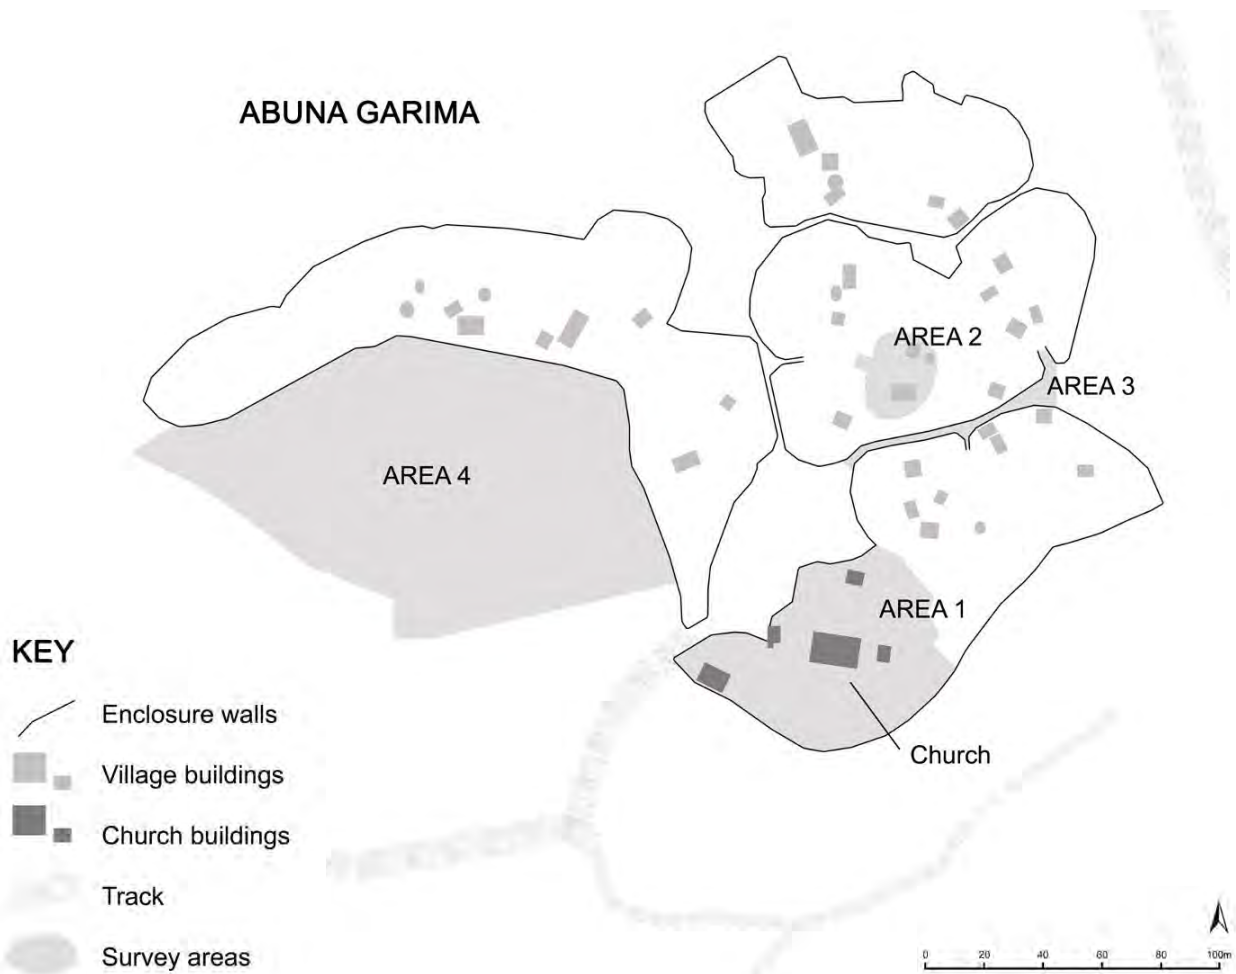 ABUNA GARIMA
AREA 2
AREA 3
AREA 4
AREA 1
Church
KEY
Enclosure walls
Village buildings
Church buildings
Track
Survey areas
0 20 40 60 80 100m